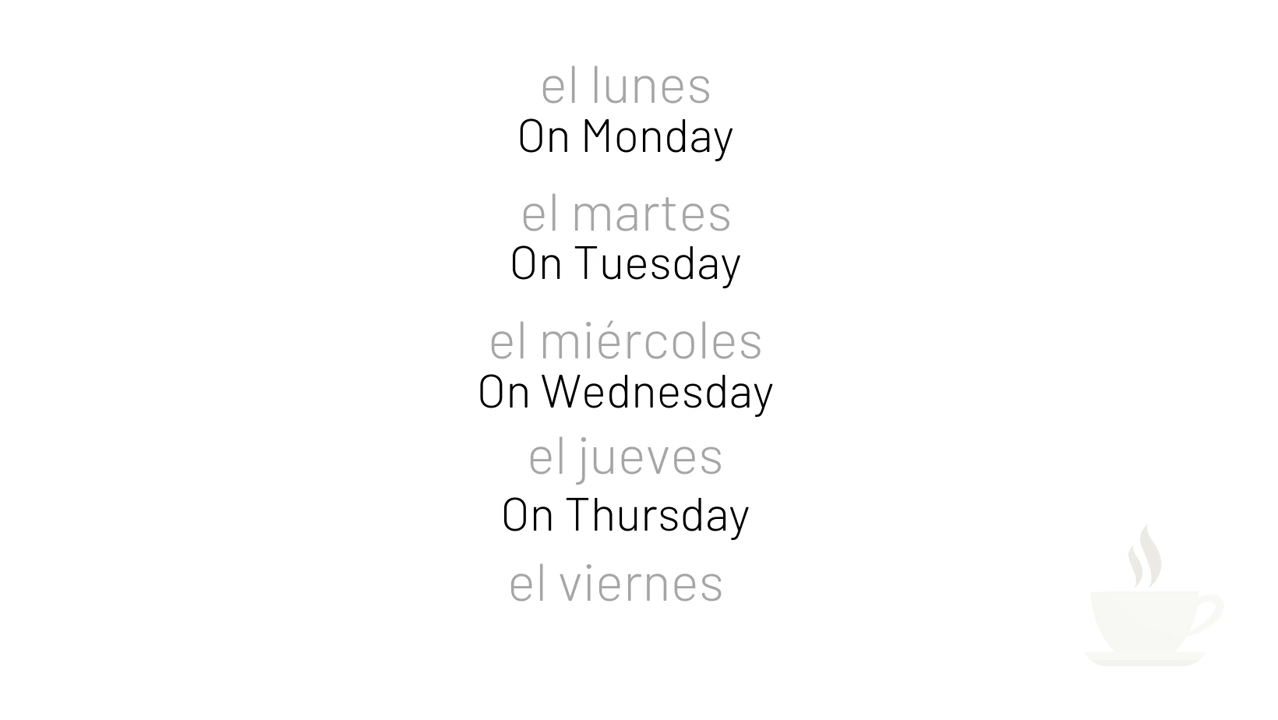 el lunes
On Monday
el martes
On Tuesday
el miércoles
On Wednesday
el jueves
On Thursday
el viernes